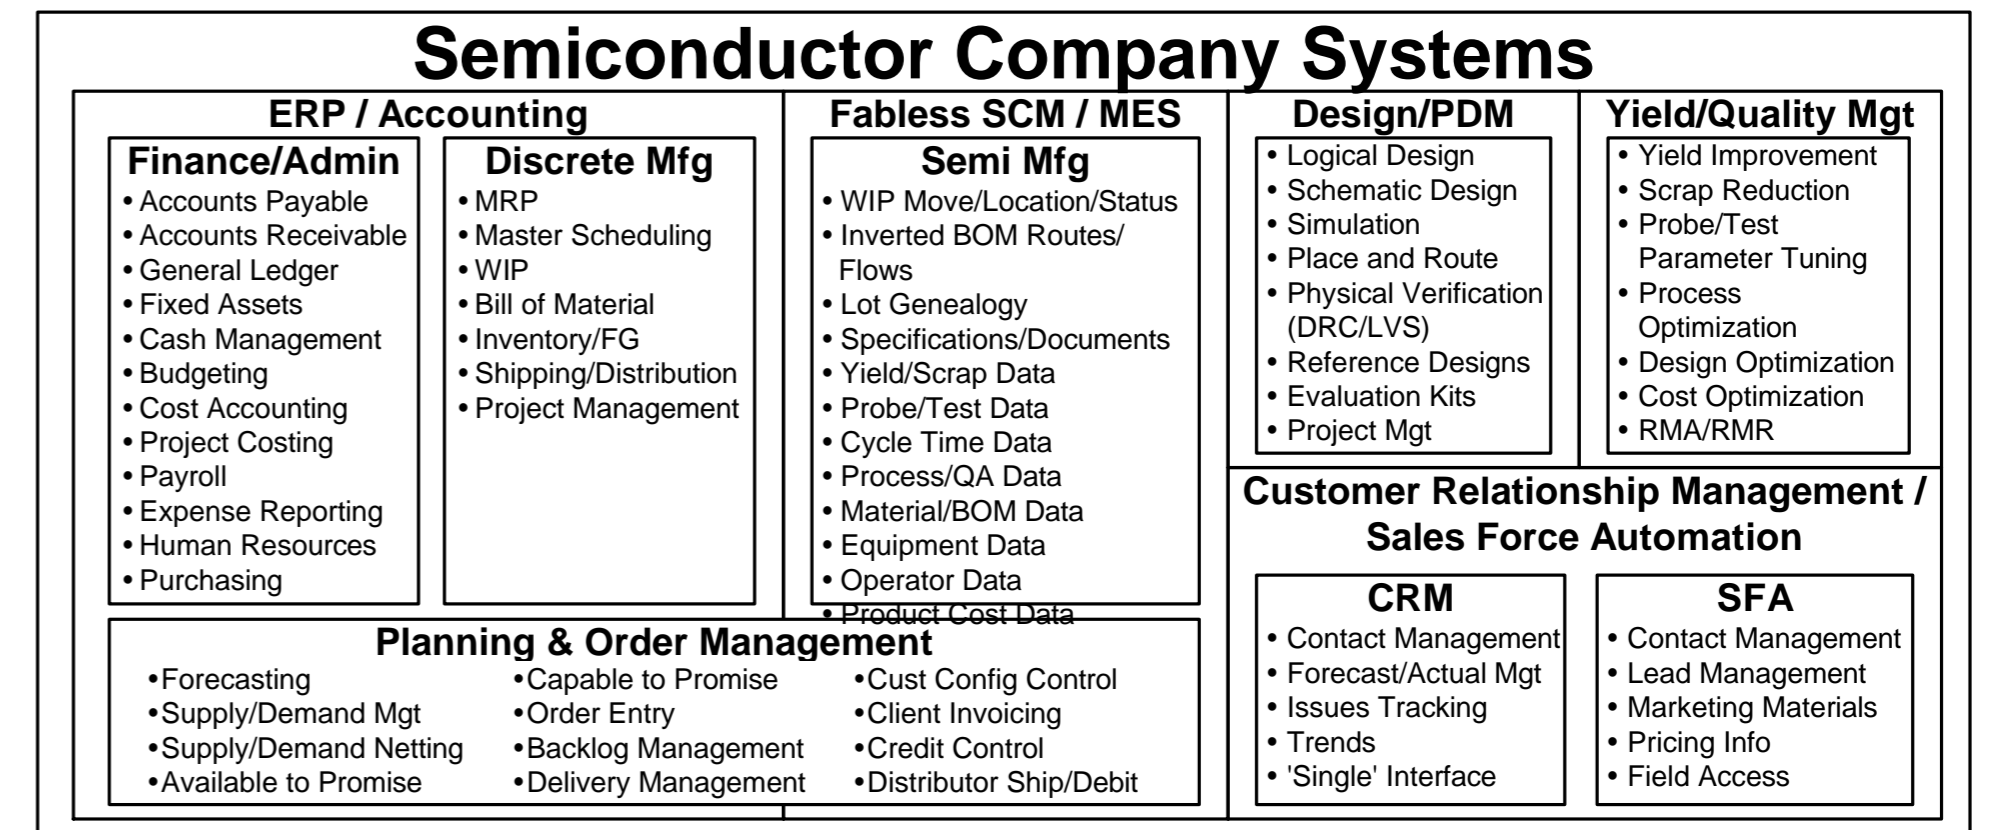 Semiconductor Company Systems
ERP / Accounting
Finance/Admin
• Accounts Payable
• Accounts Receivable
• General Ledger
• Fixed Assets
• Cash Management
• Budgeting
• Cost Accounting
• Project Costing
• Payroll
• Expense Reporting
• Human Resources
• Purchasing
Discrete Mfg
• MRP
• Master Scheduling
• WIP
• Bill of Material
• Inventory/FG
• Shipping/Distribution
• Project Management
Fabless SCM / MES
Semi Mfg
• WIP Move/Location/Status
• Inverted BOM Routes/
Flows
• Lot Genealogy
• Specifications/Documents
• Yield/Scrap Data
• Probe/Test Data
• Cycle Time Data
• Process/QA Data
• Material/BOM Data
• Equipment Data
• Operator Data
• Product Cost Data
Planning & Order Management
•Forecasting
•Supply/Demand Mgt
•Supply/Demand Netting
•Available to Promise
•Capable to Promise
•Order Entry
•Backlog Management
•Delivery Management
•Cust Config Control
•Client Invoicing
•Credit Control
•Distributor Ship/Debit
Design/PDM
• Logical Design
• Schematic Design
• Simulation
• Place and Route
• Physical Verification
(DRC/LVS)
• Reference Designs
• Evaluation Kits
• Project Mgt
Yield/Quality Mgt
• Yield Improvement
• Scrap Reduction
• Probe/Test
Parameter Tuning
• Process
Optimization
• Design Optimization
• Cost Optimization
• RMA/RMR
Customer Relationship Management /
Sales Force Automation
CRM
• Contact Management
• Forecast/Actual Mgt
• Issues Tracking
• Trends
• 'Single' Interface
SFA
• Contact Management
• Lead Management
• Marketing Materials
• Pricing Info
• Field Access